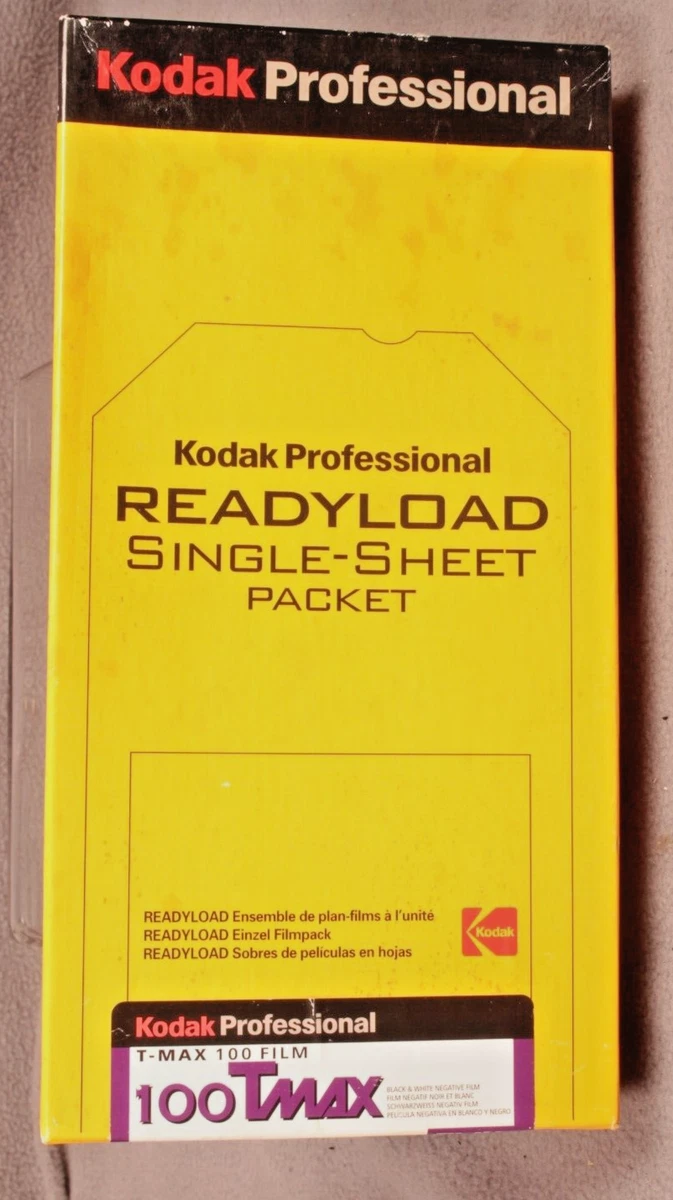 Kodak Professional
Kodak Professional
READYLOAD
SINGLE-SHEET
PACKET
READYLOAD Ensemble de plan-films à l'unité
READYLOAD Einzel Filmpack
READYLOAD Sobres de películas en hojas
Kodak
Kodak Professional
T-MAX 100 FILM
100 TMAX
BLACK & WHITE NEGATIVE FILM
FILM NÉGATIF NOIR ET BLANC
SCHWARZWEISS NEGATIV FILM
PELÍCULA NEGATIVA EN BLANCO Y NEGRO